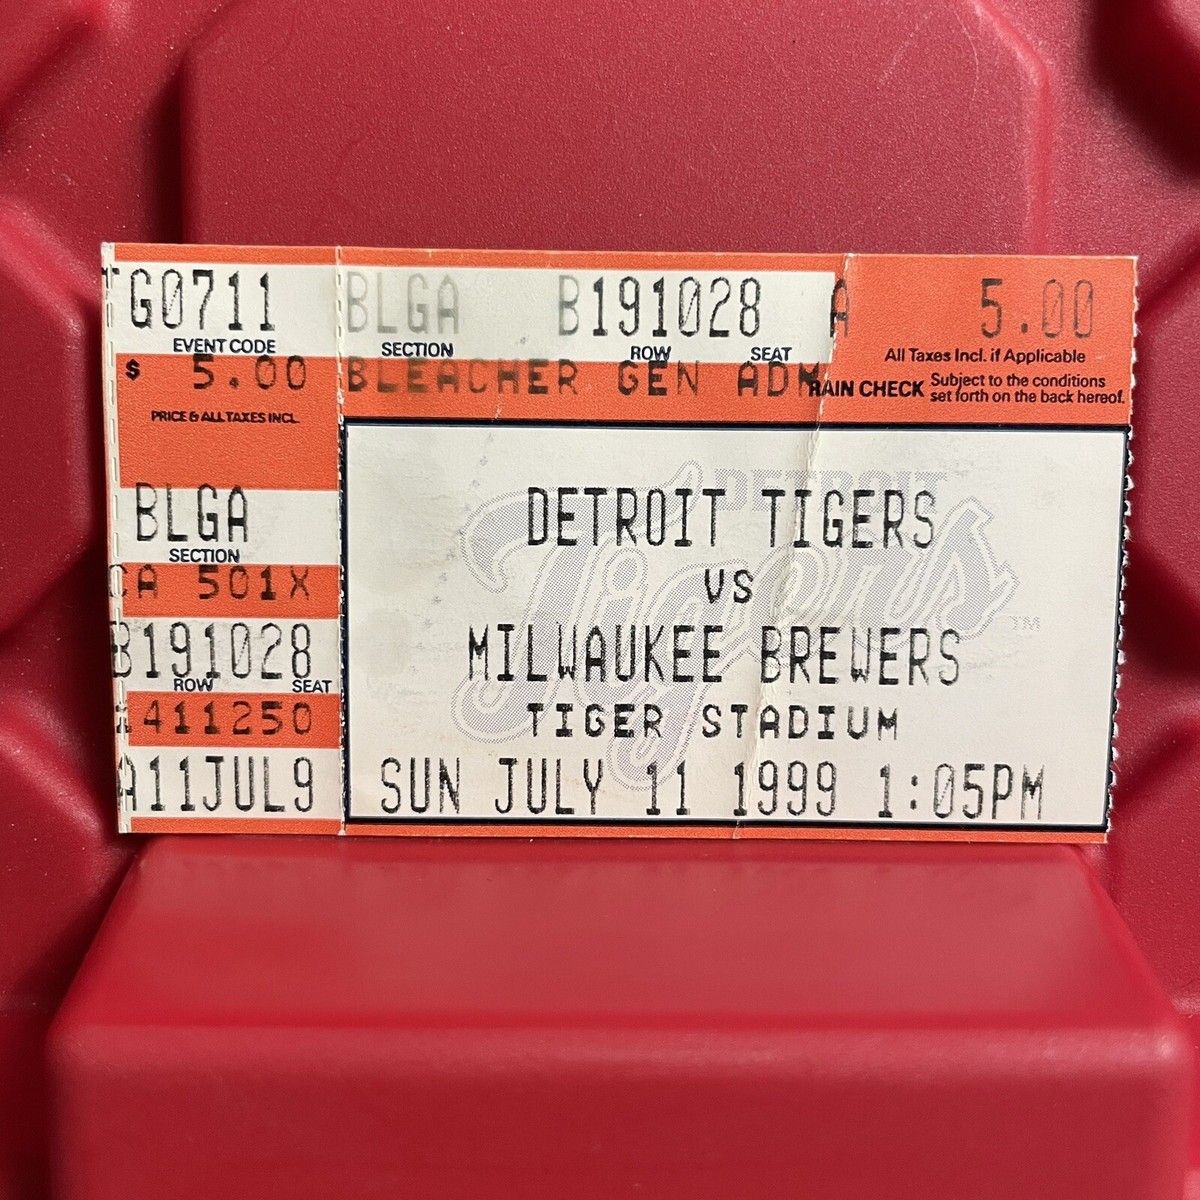 TG0711 BLGA B191028 A 5.00
EVENT CODE SECTION ROW SEAT All Taxes Incl. if Applicable
$ 5.00 BLEACHER GEN ADM RAIN CHECK Subject to the conditions
set forth on the back hereof.
PRICE & ALL TAXES INCL.
BLGA
SECTION
CA 501X
B191028
ROW SEAT
411250
A11JUL9
DETROIT
Tigers TM
DETROIT TIGERS
VS
MILWAUKEE BREWERS
TIGER STADIUM
SUN JULY 11 1999 1:05PM